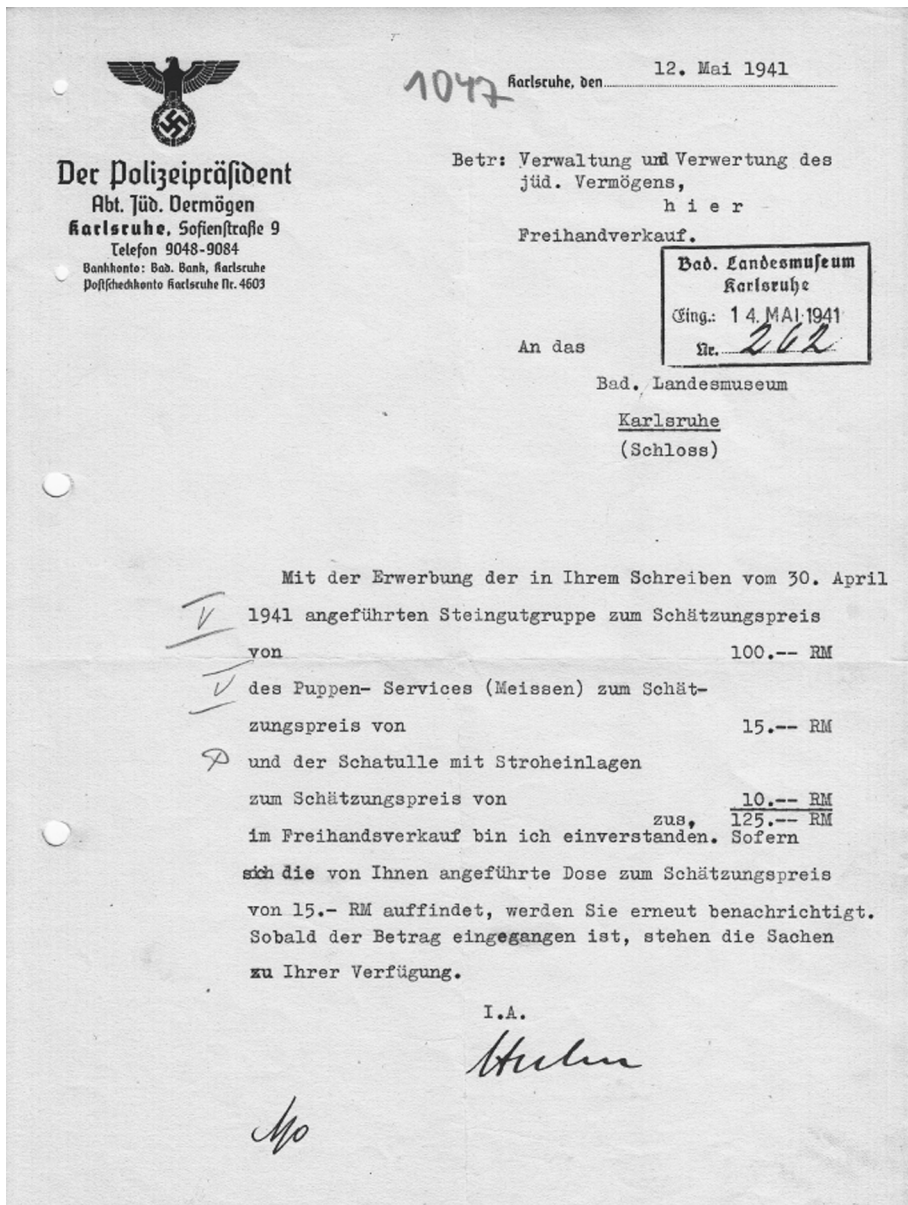 1047
Karlsruhe, den 12. Mai 1941
Der Polizeipräsident
Abt. Jüd. Vermögen
Karlsruhe, Sofienstraße 9
Telefon 9048-9084
Bankkonto: Bad. Bank, Karlsruhe
Postscheckkonto Karlsruhe Nr. 4603
Betr: Verwaltung und Verwertung des
jüd. Vermögens,
h i e r
Freihandverkauf.
Bad. Landesmuseum
Karlsruhe
Eing.: 14. MAI 1941
Nr. 262
An das
Bad. Landesmuseum
Karlsruhe
(Schloss)
Mit der Erwerbung der in Ihrem Schreiben vom 30. April
1941 angeführten Steingutgruppe zum Schätzungspreis
von 100.-- RM
des Puppen- Services (Meissen) zum Schät-
zungspreis von 15.-- RM
und der Schatulle mit Stroheinlagen
zum Schätzungspreis von 10.-- RM
zus, 125.-- RM
im Freihandsverkauf bin ich einverstanden. Sofern
sich die von Ihnen angeführte Dose zum Schätzungspreis
von 15.- RM auffindet, werden Sie erneut benachrichtigt.
Sobald der Betrag eingegangen ist, stehen die Sachen
zu Ihrer Verfügung.
I.A.